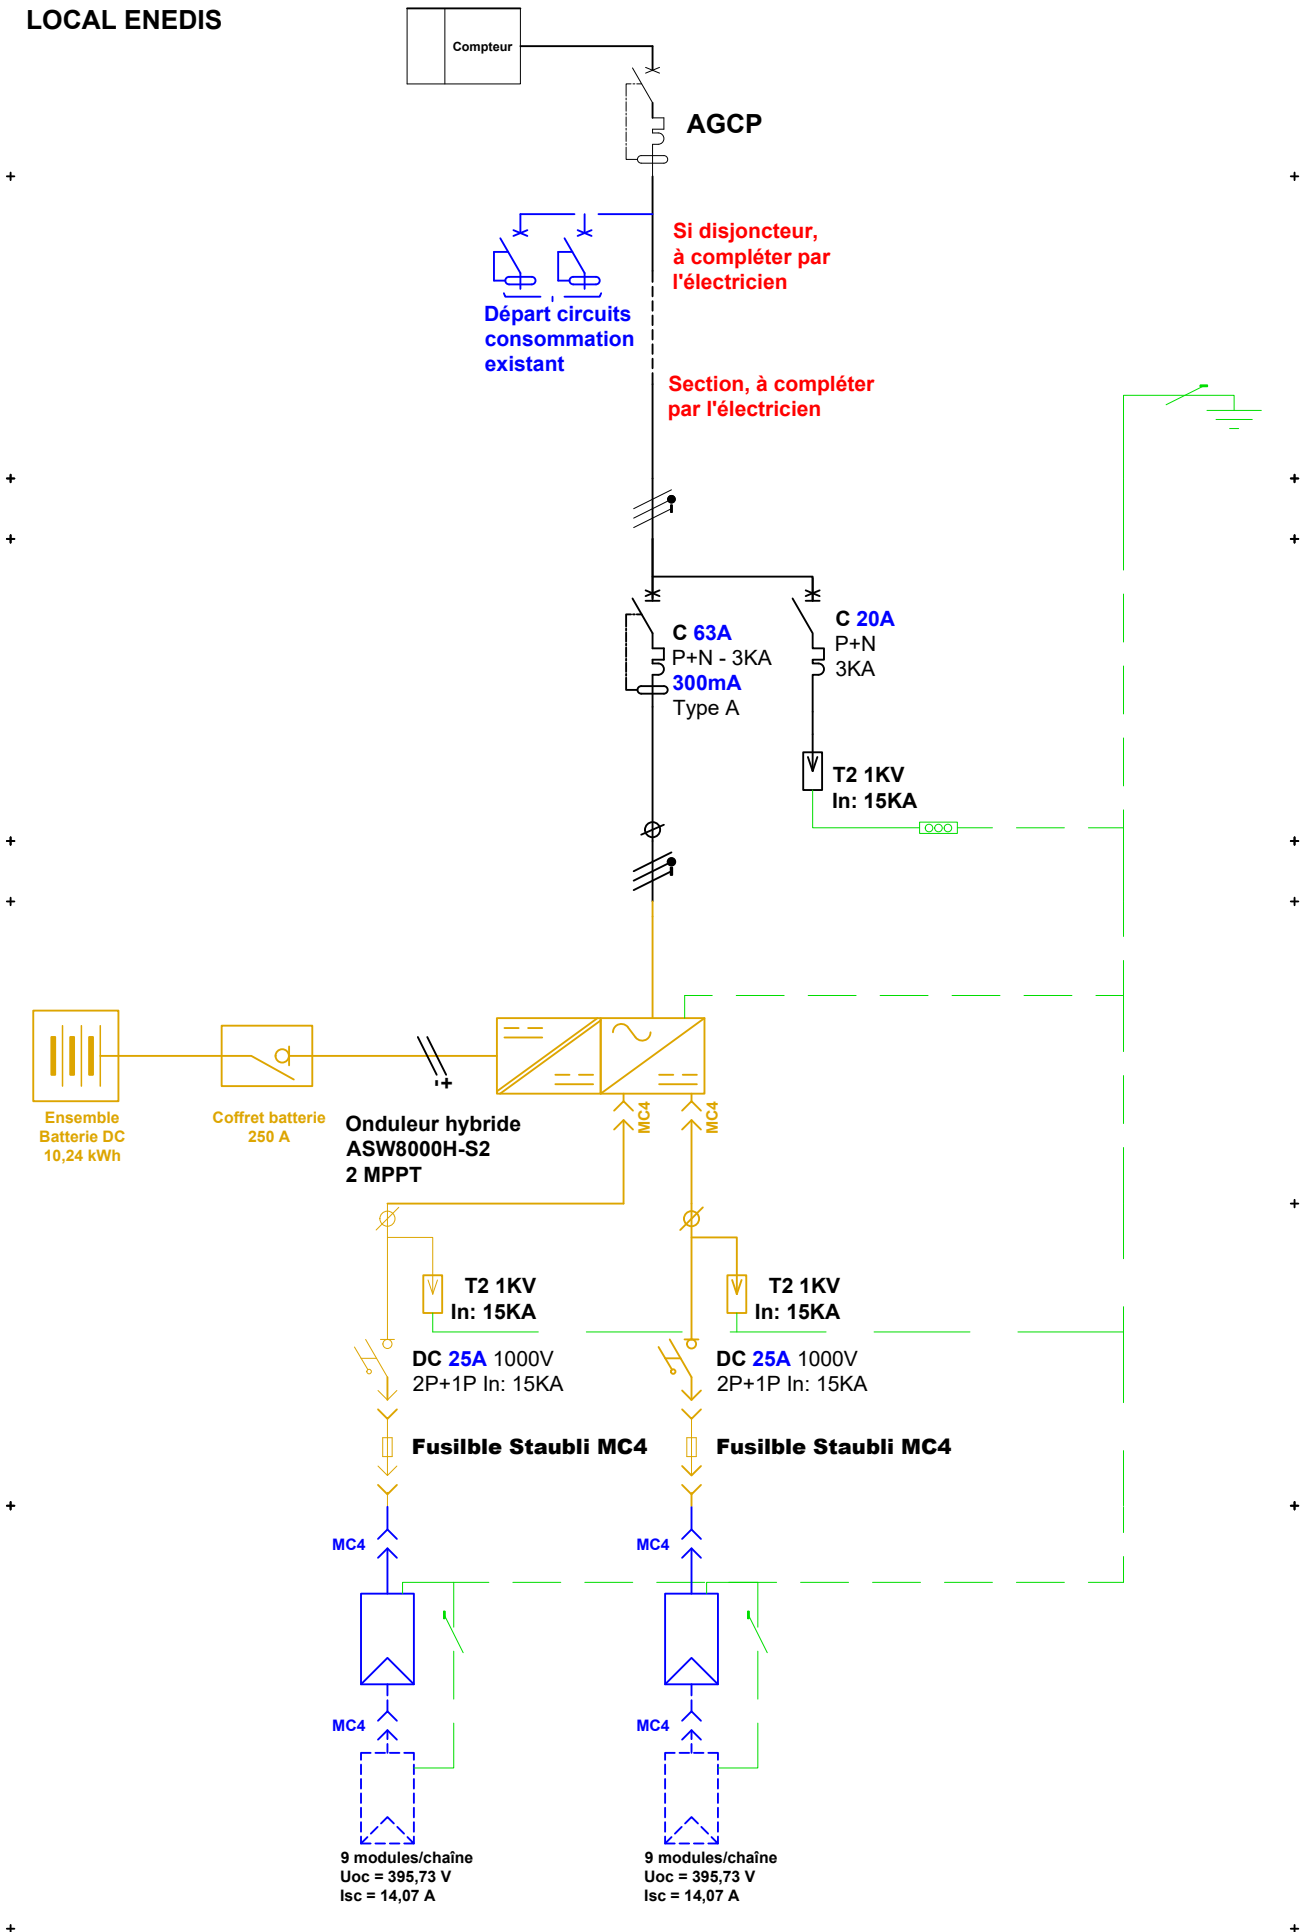 LOCAL ENEDIS
Compteur
AGCP
Si disjoncteur,
à compléter par
l'électricien
Départ circuits
consommation
existant
Section, à compléter
par l'électricien
C 63A
P+N - 3KA
300mA
Type A
C 20A
P+N
3KA
T2 1KV
In: 15KA
Ensemble
Batterie DC
10,24 kWh
Coffret batterie
250 A
Onduleur hybride
ASW8000H-S2
2 MPPT
MC4
MC4
T2 1KV
In: 15KA
T2 1KV
In: 15KA
DC 25A 1000V
2P+1P In: 15KA
DC 25A 1000V
2P+1P In: 15KA
Fusilble Staubli MC4
Fusilble Staubli MC4
MC4
MC4
MC4
MC4
9 modules/chaîne
Uoc = 395,73 V
Isc = 14,07 A
9 modules/chaîne
Uoc = 395,73 V
Isc = 14,07 A